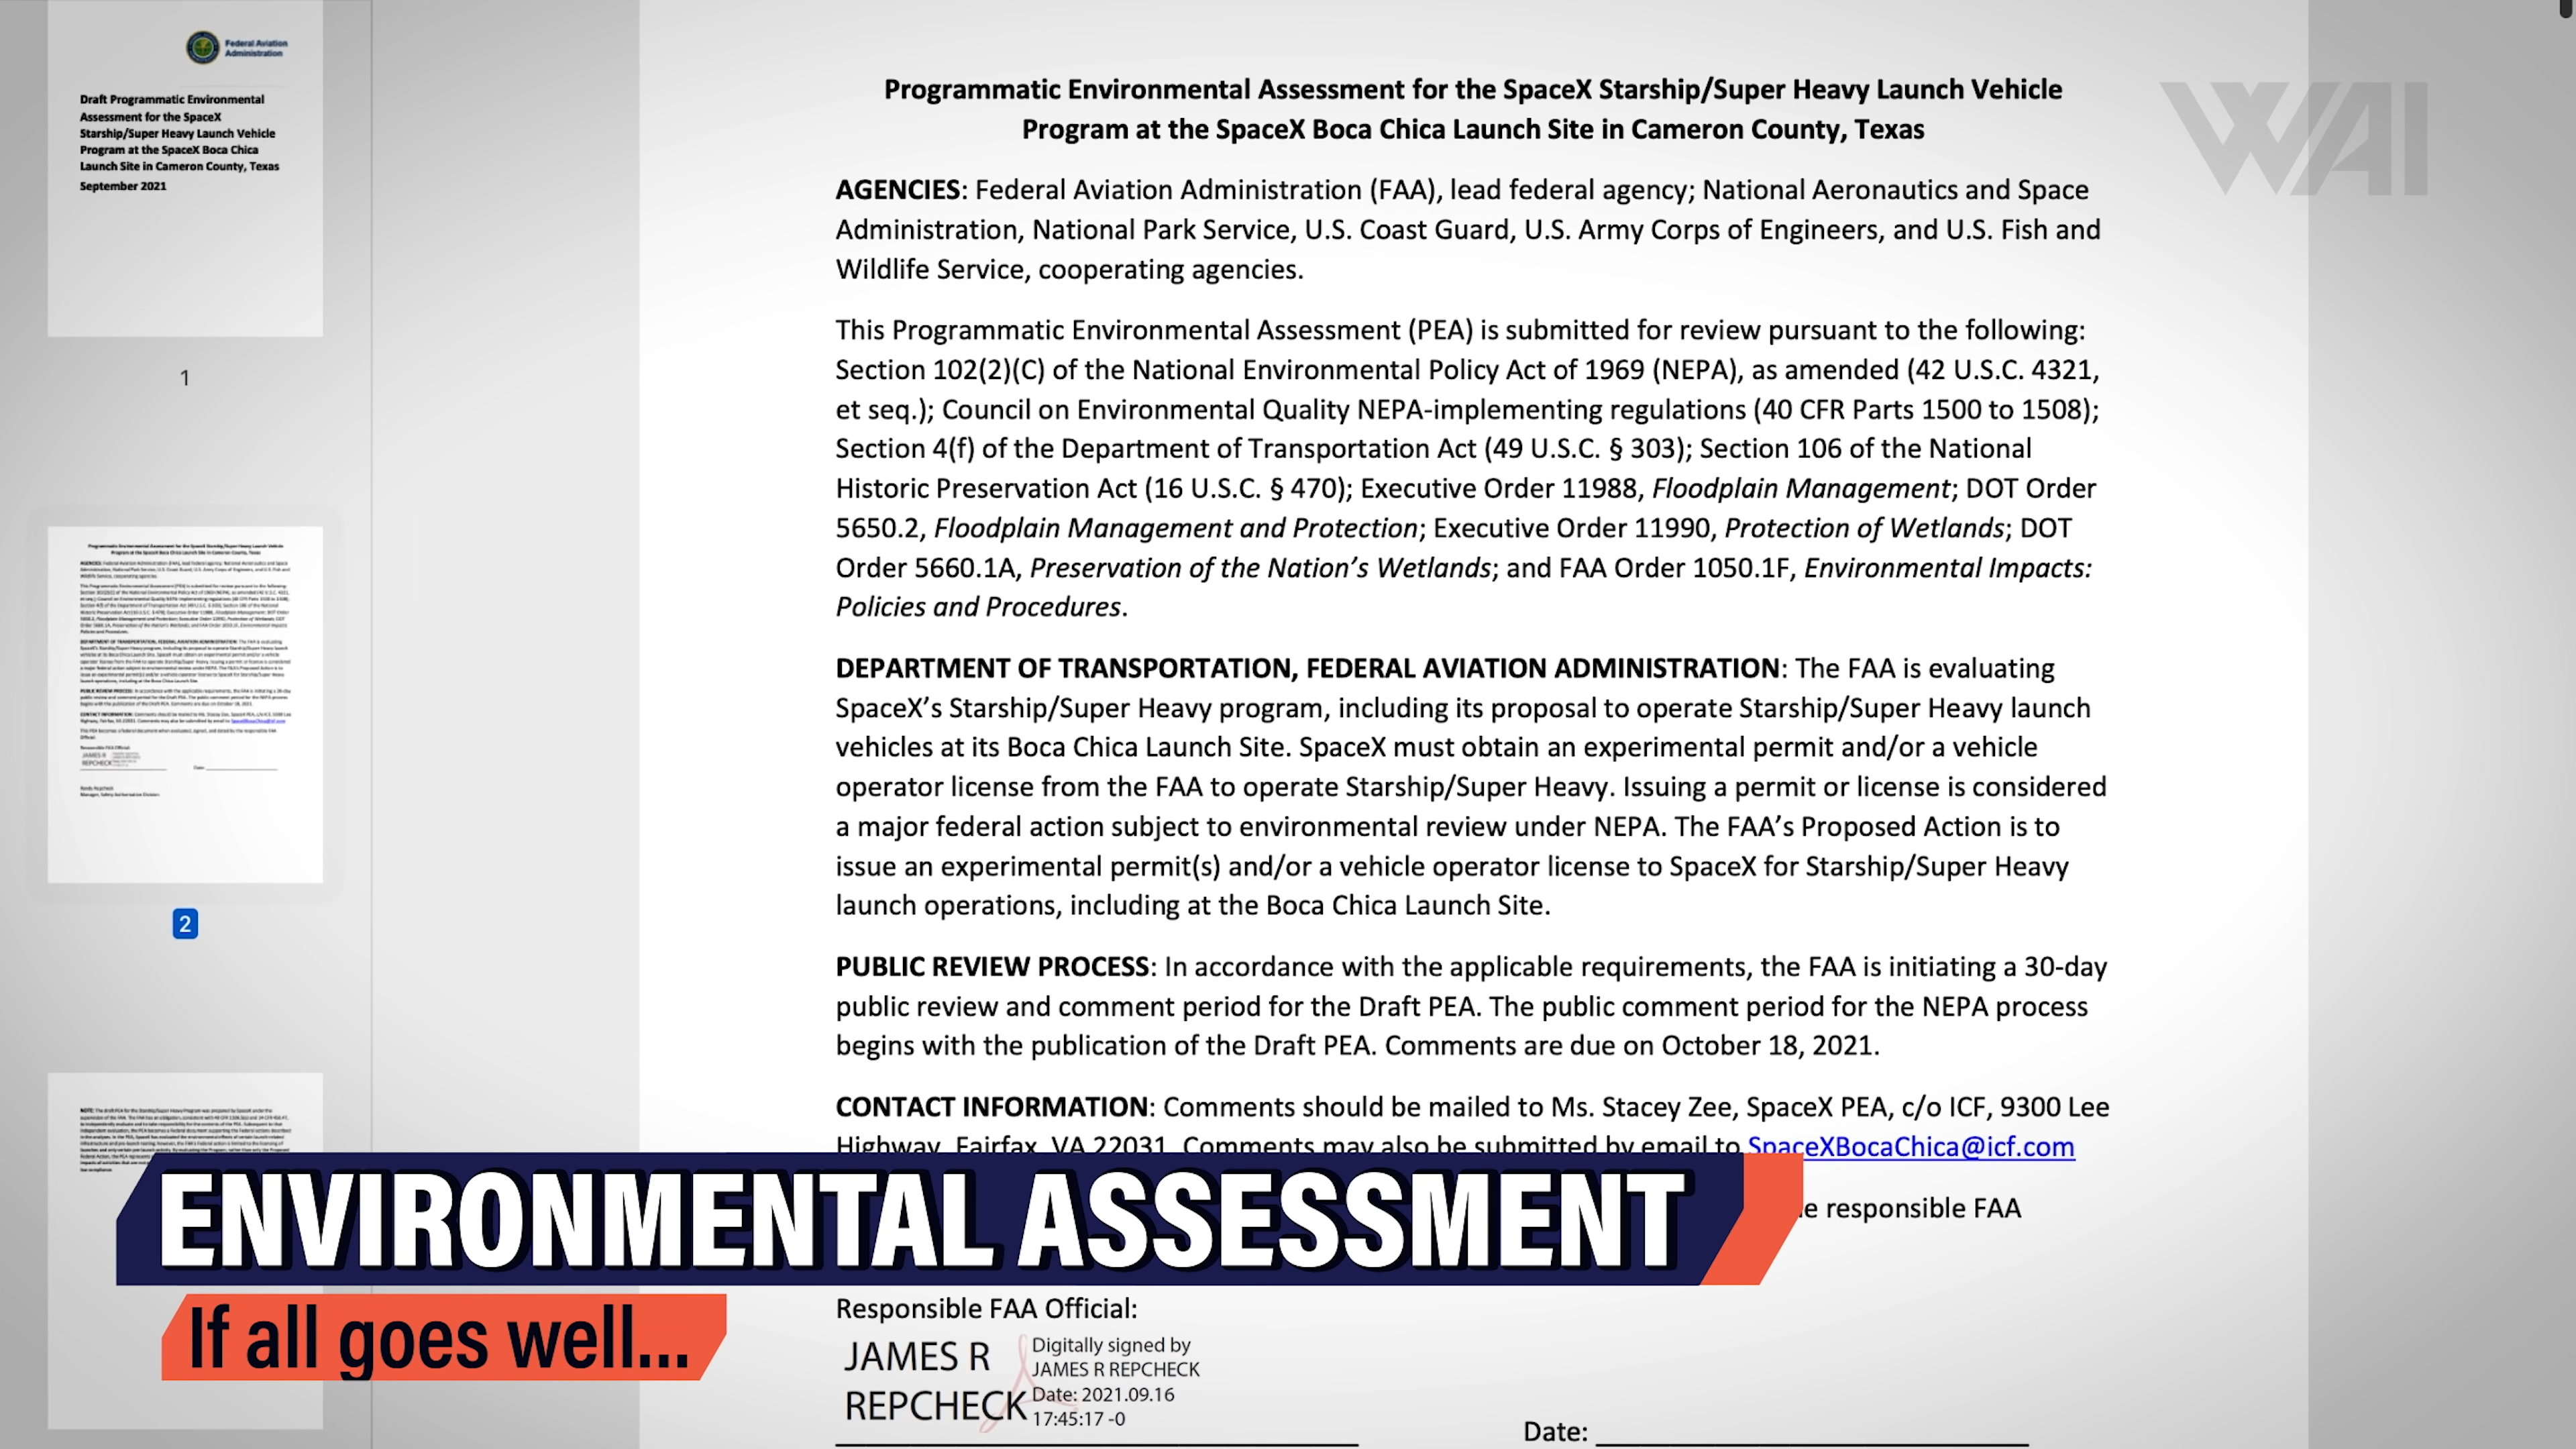 Federal Aviation
Administration
Draft Programmatic Environmental
Assessment for the SpaceX
Starship/Super Heavy Launch Vehicle
Program at the SpaceX Boca Chica
Launch Site in Cameron County, Texas
September 2021
1
2
Programmatic Environmental Assessment for the SpaceX Starship/Super Heavy Launch Vehicle
Program at the SpaceX Boca Chica Launch Site in Cameron County, Texas
WAI
AGENCIES: Federal Aviation Administration (FAA), lead federal agency; National Aeronautics and Space
Administration, National Park Service, U.S. Coast Guard, U.S. Army Corps of Engineers, and U.S. Fish and
Wildlife Service, cooperating agencies.
This Programmatic Environmental Assessment (PEA) is submitted for review pursuant to the following:
Section 102(2)(C) of the National Environmental Policy Act of 1969 (NEPA), as amended (42 U.S.C. 4321,
et seq.); Council on Environmental Quality NEPA-implementing regulations (40 CFR Parts 1500 to 1508);
Section 4(f) of the Department of Transportation Act (49 U.S.C. § 303); Section 106 of the National
Historic Preservation Act (16 U.S.C. § 470); Executive Order 11988, Floodplain Management; DOT Order
5650.2, Floodplain Management and Protection; Executive Order 11990, Protection of Wetlands; DOT
Order 5660.1A, Preservation of the Nation’s Wetlands; and FAA Order 1050.1F, Environmental Impacts:
Policies and Procedures.
DEPARTMENT OF TRANSPORTATION, FEDERAL AVIATION ADMINISTRATION: The FAA is evaluating
SpaceX’s Starship/Super Heavy program, including its proposal to operate Starship/Super Heavy launch
vehicles at its Boca Chica Launch Site. SpaceX must obtain an experimental permit and/or a vehicle
operator license from the FAA to operate Starship/Super Heavy. Issuing a permit or license is considered
a major federal action subject to environmental review under NEPA. The FAA’s Proposed Action is to
issue an experimental permit(s) and/or a vehicle operator license to SpaceX for Starship/Super Heavy
launch operations, including at the Boca Chica Launch Site.
PUBLIC REVIEW PROCESS: In accordance with the applicable requirements, the FAA is initiating a 30-day
public review and comment period for the Draft PEA. The public comment period for the NEPA process
begins with the publication of the Draft PEA. Comments are due on October 18, 2021.
CONTACT INFORMATION: Comments should be mailed to Ms. Stacey Zee, SpaceX PEA, c/o ICF, 9300 Lee
Highway, Fairfax, VA 22031. Comments may also be submitted by email to SpaceXBocaChica@icf.com
responsible FAA
ENVIRONMENTAL ASSESSMENT
If all goes well...
Responsible FAA Official:
JAMES R
REPCHECK
Digitally signed by
JAMES R REPCHECK
Date: 2021.09.16
17:45:17 -0
Date: